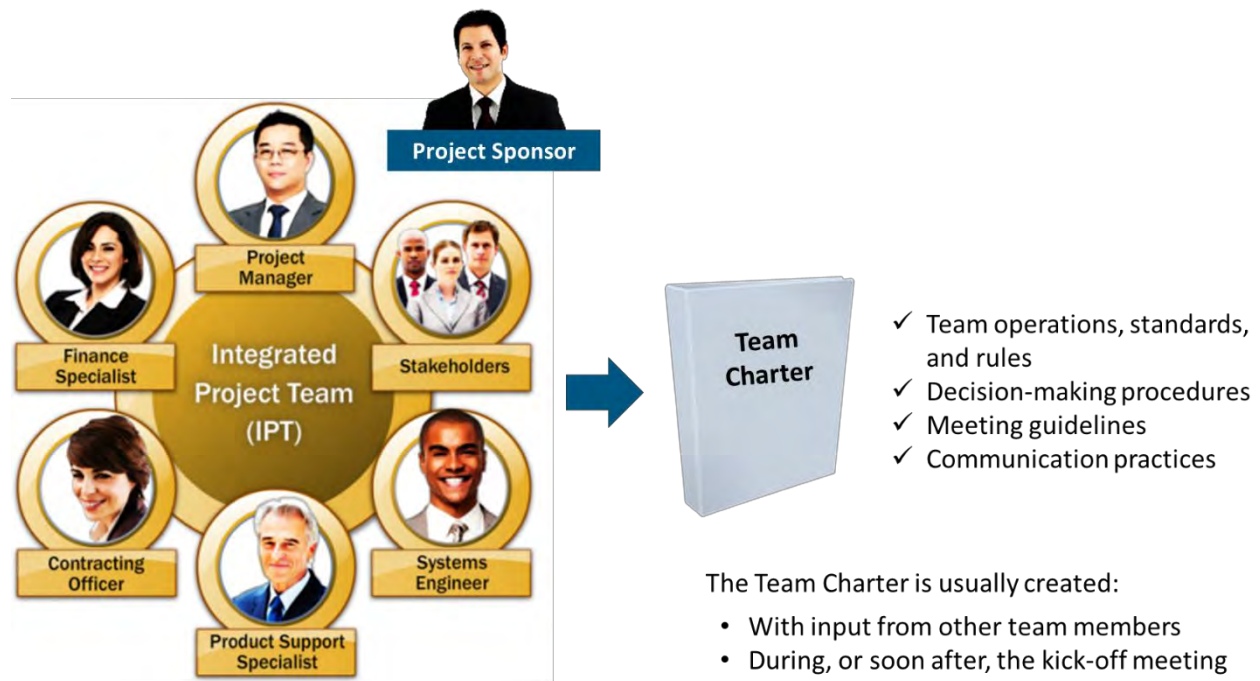 Project Sponsor
Project
Manager
Finance
Specialist
Integrated
Project Team
(IPT)
Stakeholders
Contracting
Officer
Systems
Engineer
Product Support
Specialist
Team
Charter
✓ Team operations, standards,
and rules
✓ Decision-making procedures
✓ Meeting guidelines
✓ Communication practices
The Team Charter is usually created:
• With input from other team members
• During, or soon after, the kick-off meeting